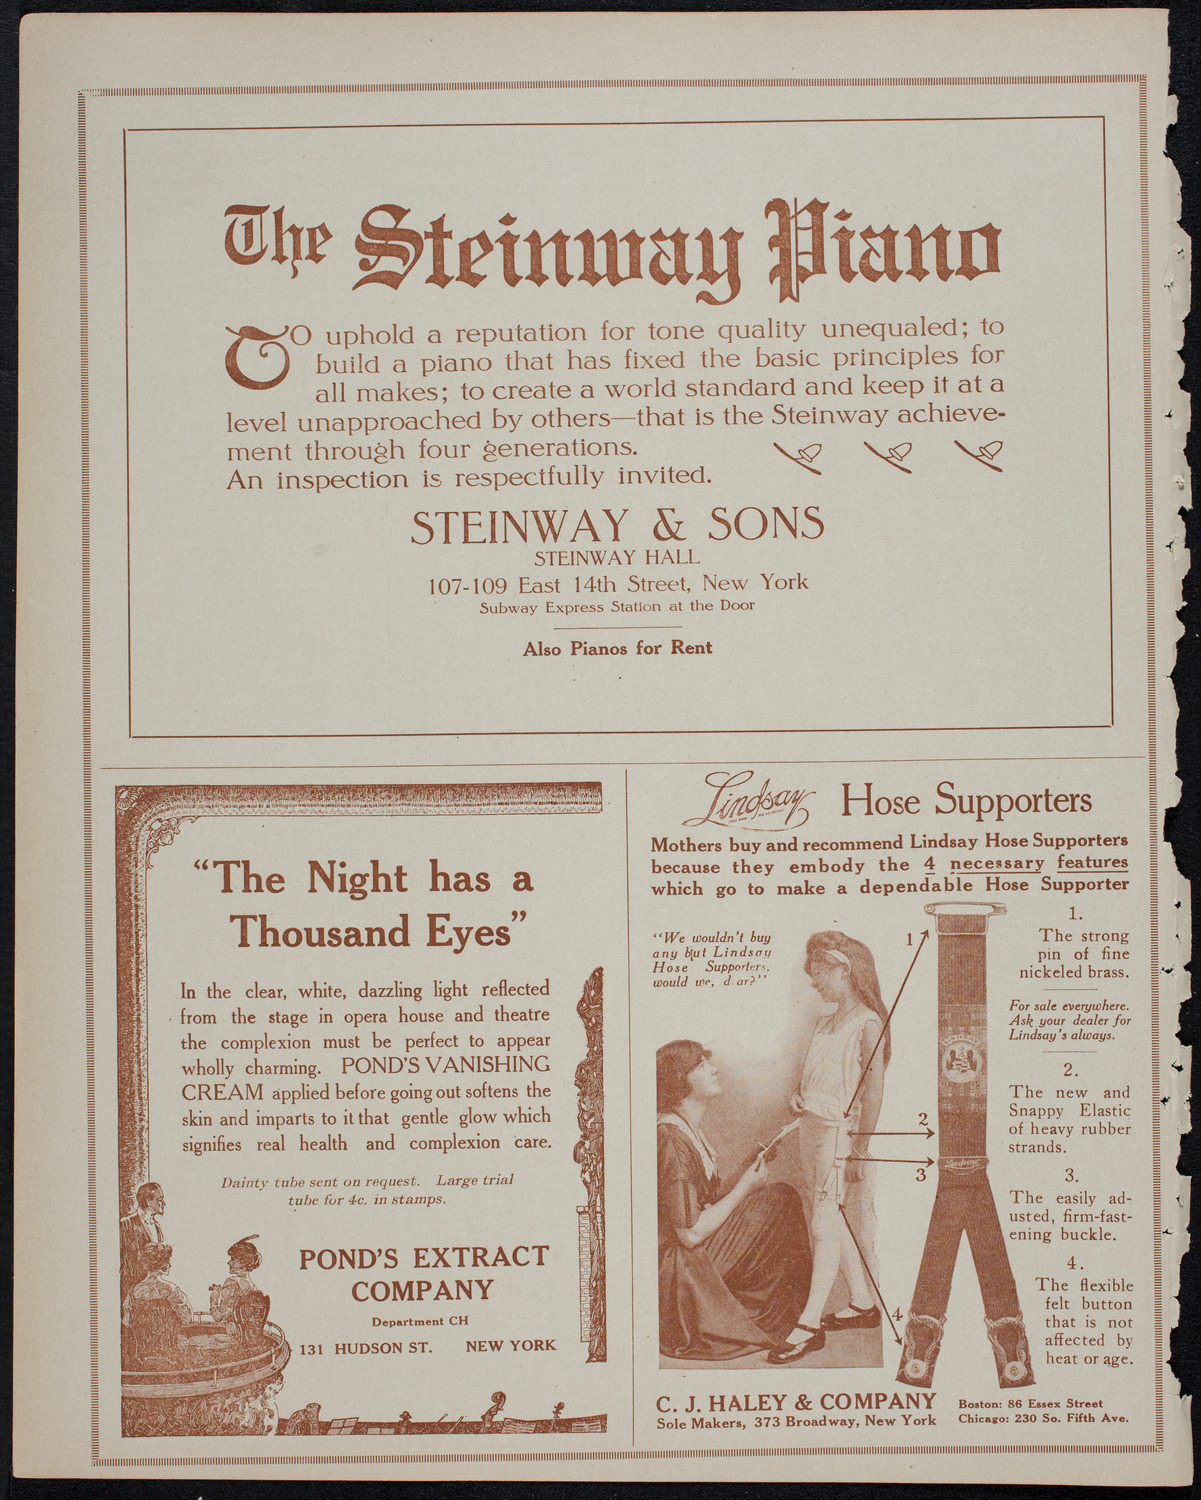 The Steinway Piano
TO uphold a reputation for tone quality unequaled; to
build a piano that has fixed the basic principles for
all makes; to create a world standard and keep it at a
level unapproached by others—that is the Steinway achieve-
ment through four generations.
An inspection is respectfully invited.
STEINWAY & SONS
STEINWAY HALL
107-109 East 14th Street, New York
Subway Express Station at the Door
Also Pianos for Rent
"The Night has a
Thousand Eyes"
In the clear, white, dazzling light reflected
from the stage in opera house and theatre
the complexion must be perfect to appear
wholly charming. POND'S VANISHING
CREAM applied before going out softens the
skin and imparts to it that gentle glow which
signifies real health and complexion care.
Dainty tube sent on request. Large trial
tube for 4c. in stamps.
POND'S EXTRACT
COMPANY
Department CH
131 HUDSON ST. NEW YORK
Lindsay Hose Supporters
Mothers buy and recommend Lindsay Hose Supporters
because they embody the 4 necessary features
which go to make a dependable Hose Supporter
"We wouldn't buy
any but Lindsay
Hose Supporters,
would we, d ar?"
1
2
3
4
LINDSAY
Lindsay
1.
The strong
pin of fine
nickeled brass.
For sale everywhere.
Ask your dealer for
Lindsay's always.
2.
The new and
Snappy Elastic
of heavy rubber
strands.
3.
The easily ad-
usted, firm-fast-
ening buckle.
4.
The flexible
felt button
that is not
affected by
heat or age.
C. J. HALEY & COMPANY
Sole Makers, 373 Broadway, New York
Boston: 86 Essex Street
Chicago: 230 So. Fifth Ave.